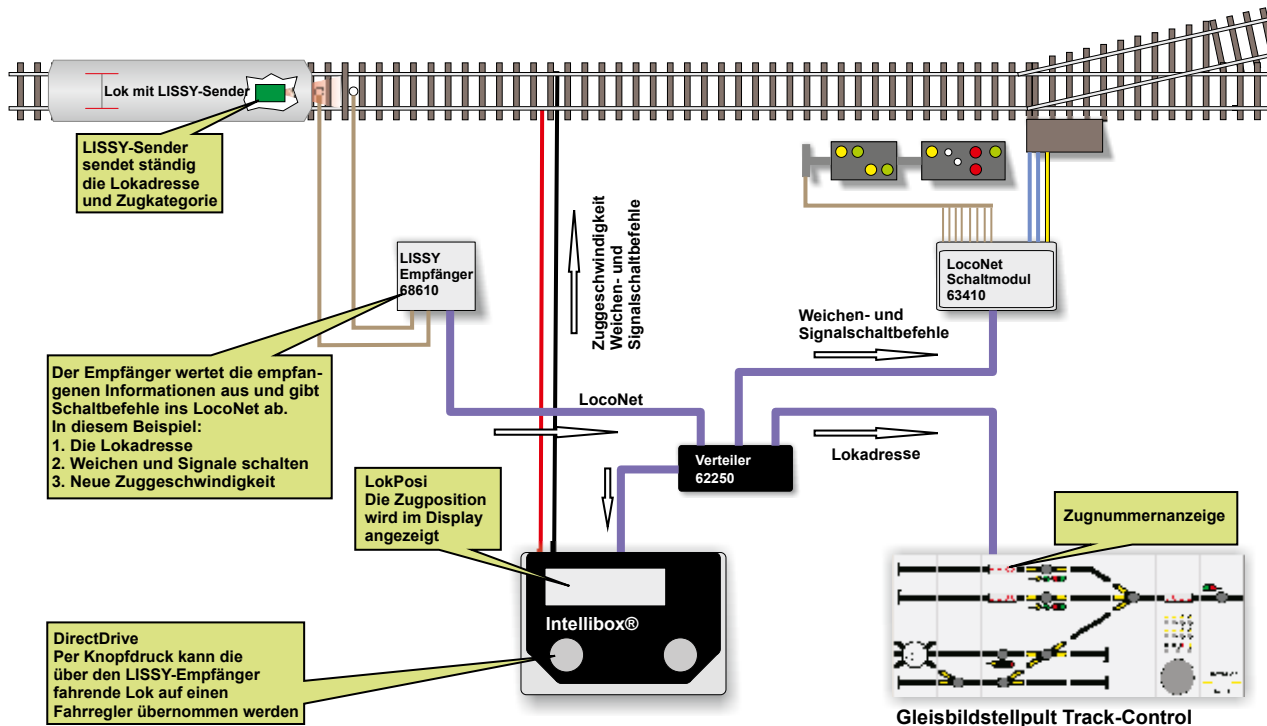 Lok mit LISSY-Sender
LISSY-Sender
sendet ständig
die Lokadresse
und Zugkategorie
LISSY
Empfänger
68610
Zuggeschwindigkeit
Weichen- und
Signalschaltbefehle
LocoNet
Schaltmodul
63410
Weichen- und
Signalschaltbefehle
Der Empfänger wertet die empfan-
genen Informationen aus und gibt
Schaltbefehle ins LocoNet ab.
In diesem Beispiel:
1. Die Lokadresse
2. Weichen und Signale schalten
3. Neue Zuggeschwindigkeit
LocoNet
Verteiler
62250
Lokadresse
LokPosi
Die Zugposition
wird im Display
angezeigt
Zugnummernanzeige
Intellibox®
DirectDrive
Per Knopfdruck kann die
über den LISSY-Empfänger
fahrende Lok auf einen
Fahrregler übernommen werden
Gleisbildstellpult Track-Control